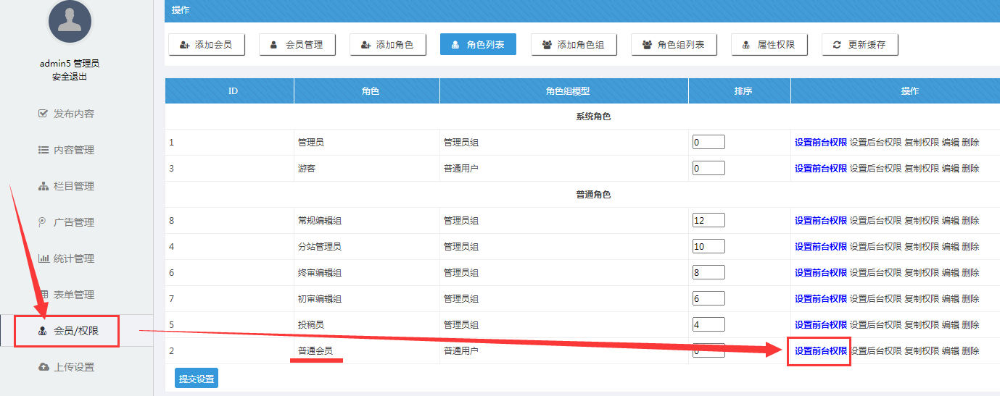 admin5 管理员
安全退出
发布内容
内容管理
栏目管理
广告管理
统计管理
表单管理
会员/权限
上传设置
操作
添加会员 会员管理 添加角色 角色列表 添加角色组 角色组列表 属性权限 更新缓存
ID 角色 角色组模型 排序 操作
系统角色
1 管理员 管理员组 0 设置前台权限 设置后台权限 复制权限 编辑 删除
3 游客 普通用户 0 设置前台权限 设置后台权限 复制权限 编辑 删除
普通角色
8 常规编辑组 管理员组 12 设置前台权限 设置后台权限 复制权限 编辑 删除
4 分站管理员 管理员组 10 设置前台权限 设置后台权限 复制权限 编辑 删除
6 终审编辑组 管理员组 8 设置前台权限 设置后台权限 复制权限 编辑 删除
7 初审编辑组 管理员组 6 设置前台权限 设置后台权限 复制权限 编辑 删除
5 投稿员 管理员组 4 设置前台权限 设置后台权限 复制权限 编辑 删除
2 普通会员 普通用户 0 设置前台权限 设置后台权限 复制权限 编辑 删除
提交设置